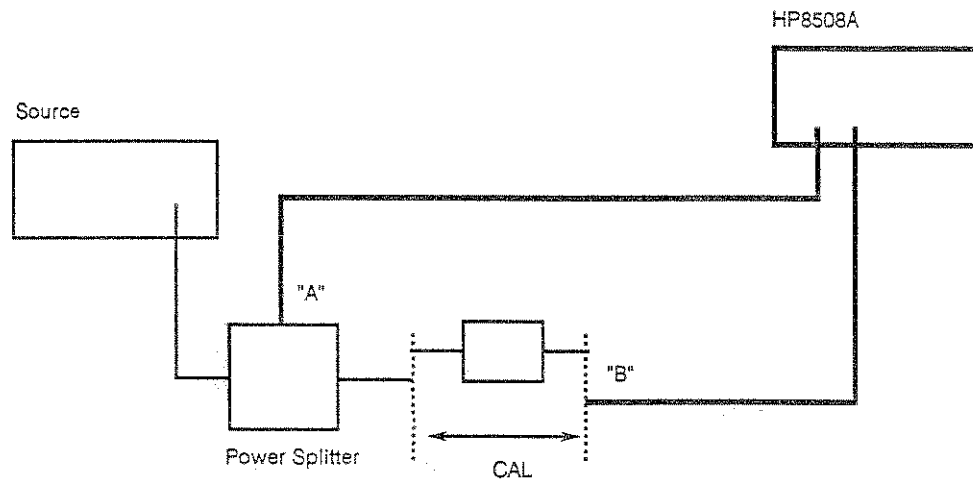 HP8508A
Source
"A"
"B"
Power Splitter
CAL